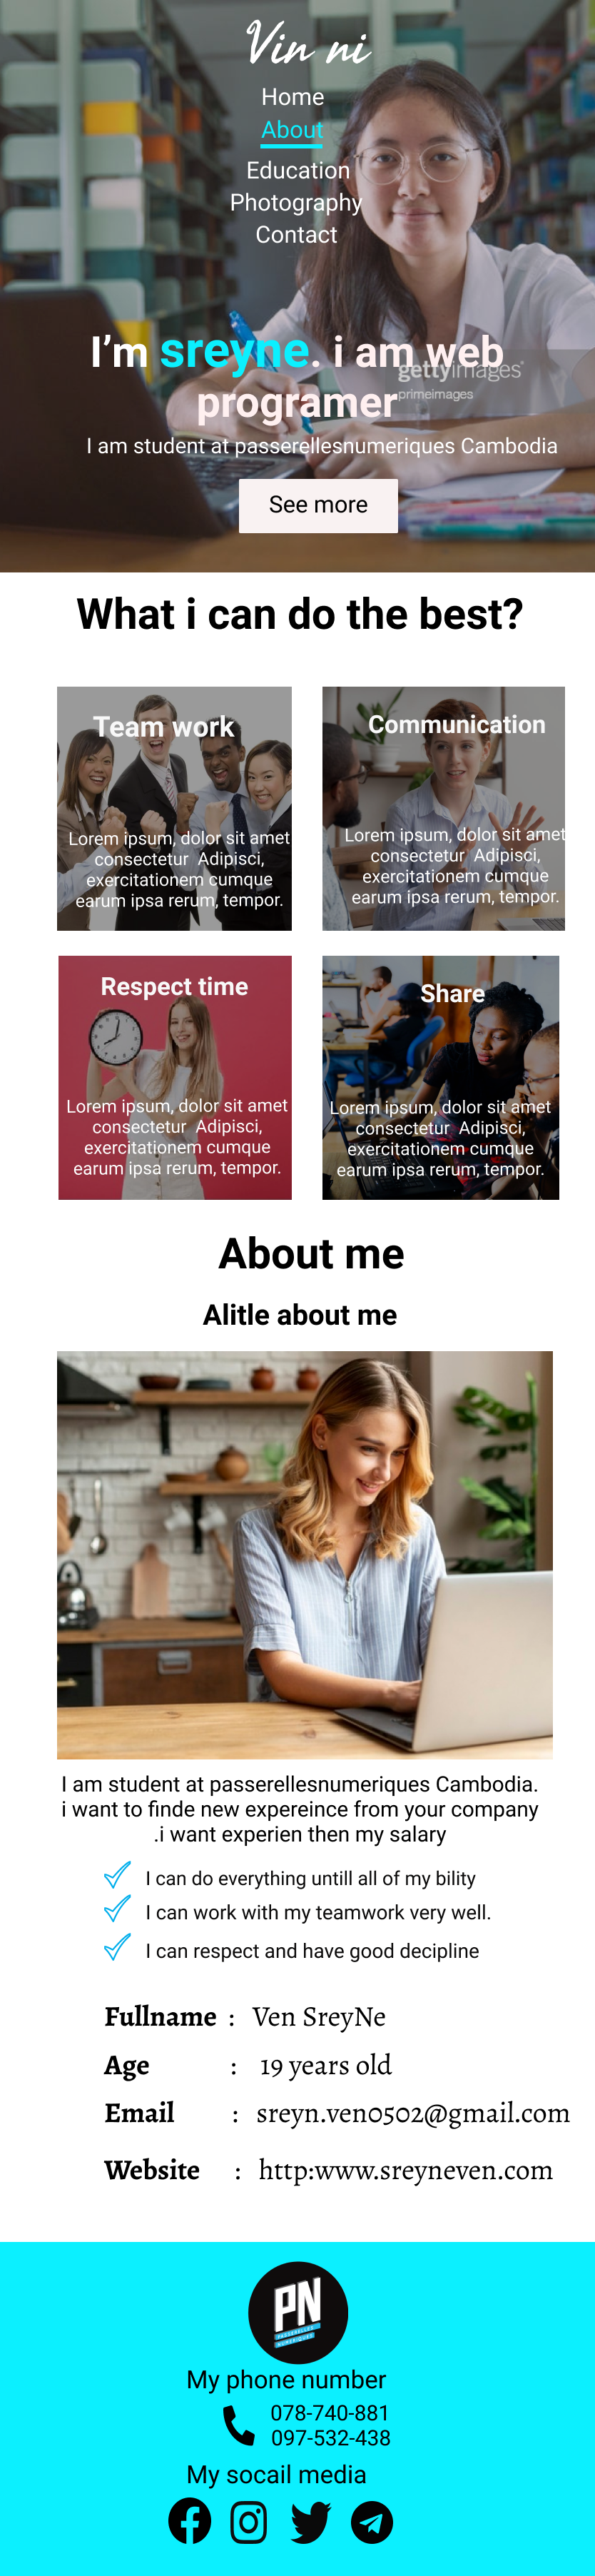 Vin ni
Home
About
Education
Photography
Contact
I'm sreyne. i am web
programer
gettyimages
primeimages
I am student at passerellesnumeriques Cambodia
See more
What i can do the best?
Team work
Lorem ipsum, dolor sit amet
consectetur Adipisci,
exercitationem cumque
earum ipsa rerum, tempor.
Communication
Lorem ipsum, dolor sit amet
consectetur Adipisci,
exercitationem cumque
earum ipsa rerum, tempor.
Respect time
Lorem ipsum, dolor sit amet
consectetur Adipisci,
exercitationem cumque
earum ipsa rerum, tempor.
Share
Lorem ipsum, dolor sit amet
consectetur Adipisci,
exercitationem cumque
earum ipsa rerum, tempor.
About me
Alitle about me
I am student at passerellesnumeriques Cambodia.
i want to finde new expereince from your company
.i want experien then my salary
I can do everything untill all of my bility
I can work with my teamwork very well.
I can respect and have good decipline
Fullname : Ven SreyNe
Age : 19 years old
Email : sreyn.ven0502@gmail.com
Website : http:www.sreyneven.com
PN
PASSERELLES
NUMERIQUES
My phone number
078-740-881
097-532-438
My socail media